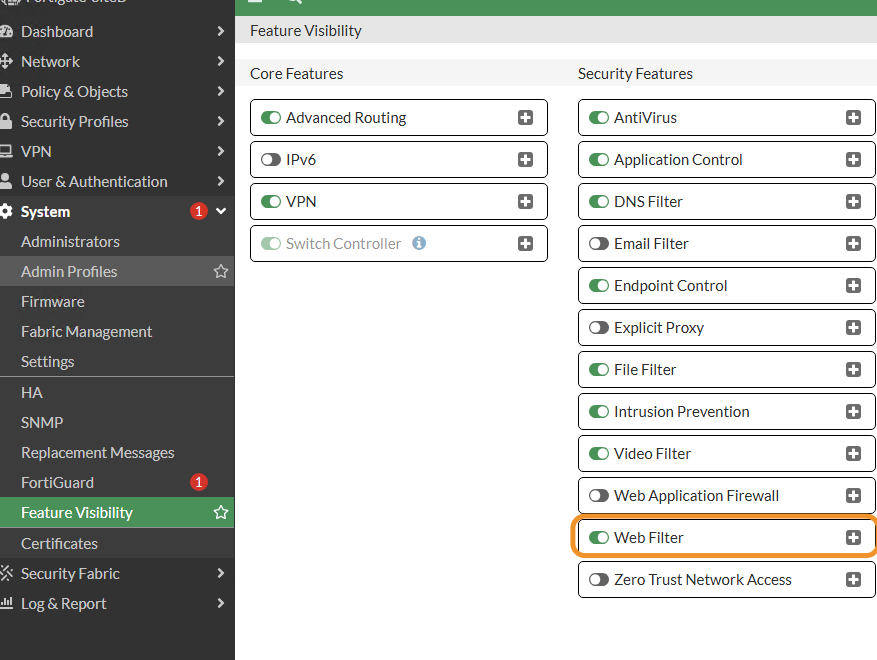 Fortigate SiteB
Dashboard
Network
Policy & Objects
Security Profiles
VPN
User & Authentication
System 1
Administrators
Admin Profiles
Firmware
Fabric Management
Settings
HA
SNMP
Replacement Messages
FortiGuard 1
Feature Visibility
Certificates
Security Fabric
Log & Report
Feature Visibility
Core Features
Advanced Routing
IPv6
VPN
Switch Controller
Security Features
AntiVirus
Application Control
DNS Filter
Email Filter
Endpoint Control
Explicit Proxy
File Filter
Intrusion Prevention
Video Filter
Web Application Firewall
Web Filter
Zero Trust Network Access